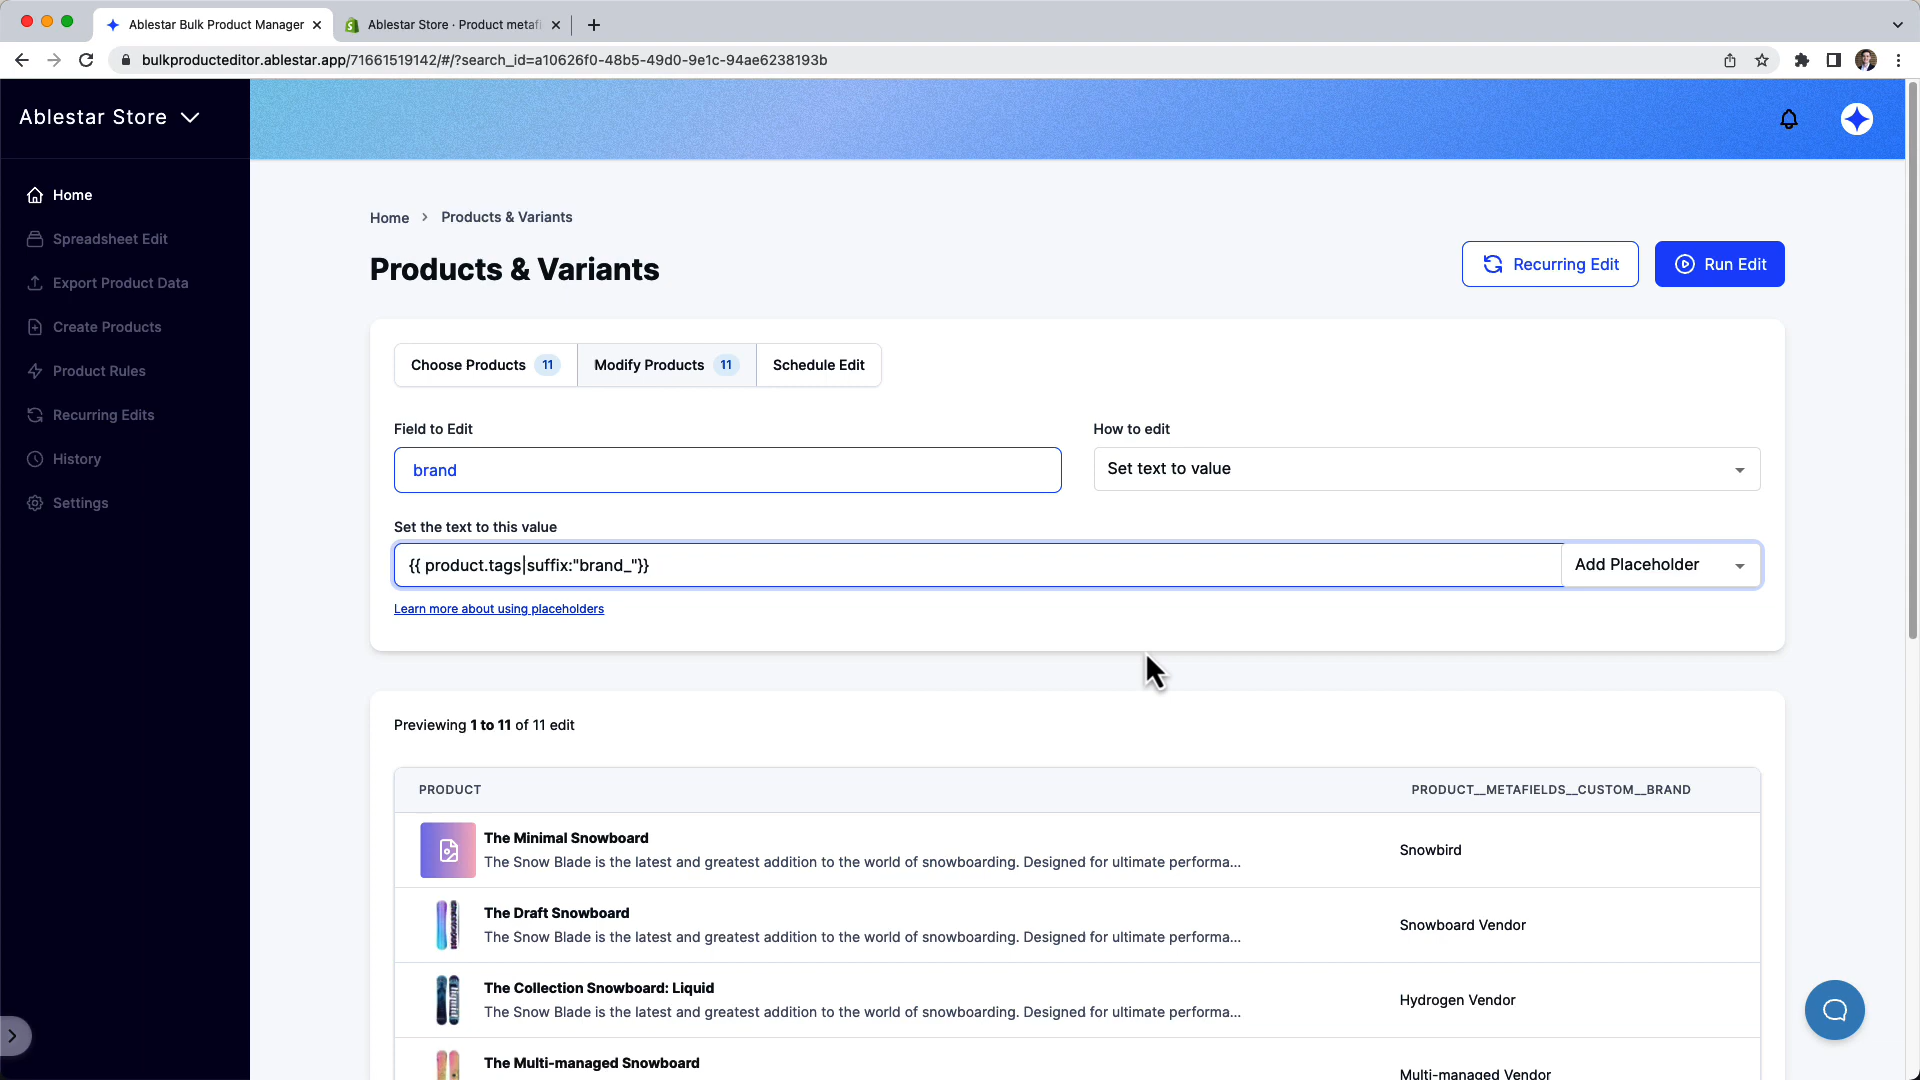 Ablestar Bulk Product Manager
Ablestar Store · Product metafi
bulkproducteditor.ablestar.app/71661519142/#/?search_id=a10626f0-48b5-49d0-9e1c-94ae6238193b
Ablestar Store
Home
Spreadsheet Edit
Export Product Data
Create Products
Product Rules
Recurring Edits
History
Settings
Home > Products & Variants
Products & Variants
Recurring Edit
Run Edit
Choose Products 11
Modify Products 11
Schedule Edit
Field to Edit
How to edit
brand
Set text to value
Set the text to this value
{{ product.tags|suffix:"brand_"}}
Add Placeholder
Learn more about using placeholders
Previewing 1 to 11 of 11 edit
PRODUCT
PRODUCT__METAFIELDS__CUSTOM__BRAND
The Minimal Snowboard
The Snow Blade is the latest and greatest addition to the world of snowboarding. Designed for ultimate performa...
Snowbird
The Draft Snowboard
The Snow Blade is the latest and greatest addition to the world of snowboarding. Designed for ultimate performa...
Snowboard Vendor
The Collection Snowboard: Liquid
The Snow Blade is the latest and greatest addition to the world of snowboarding. Designed for ultimate performa...
Hydrogen Vendor
The Multi-managed Snowboard
Multi-managed Vendor